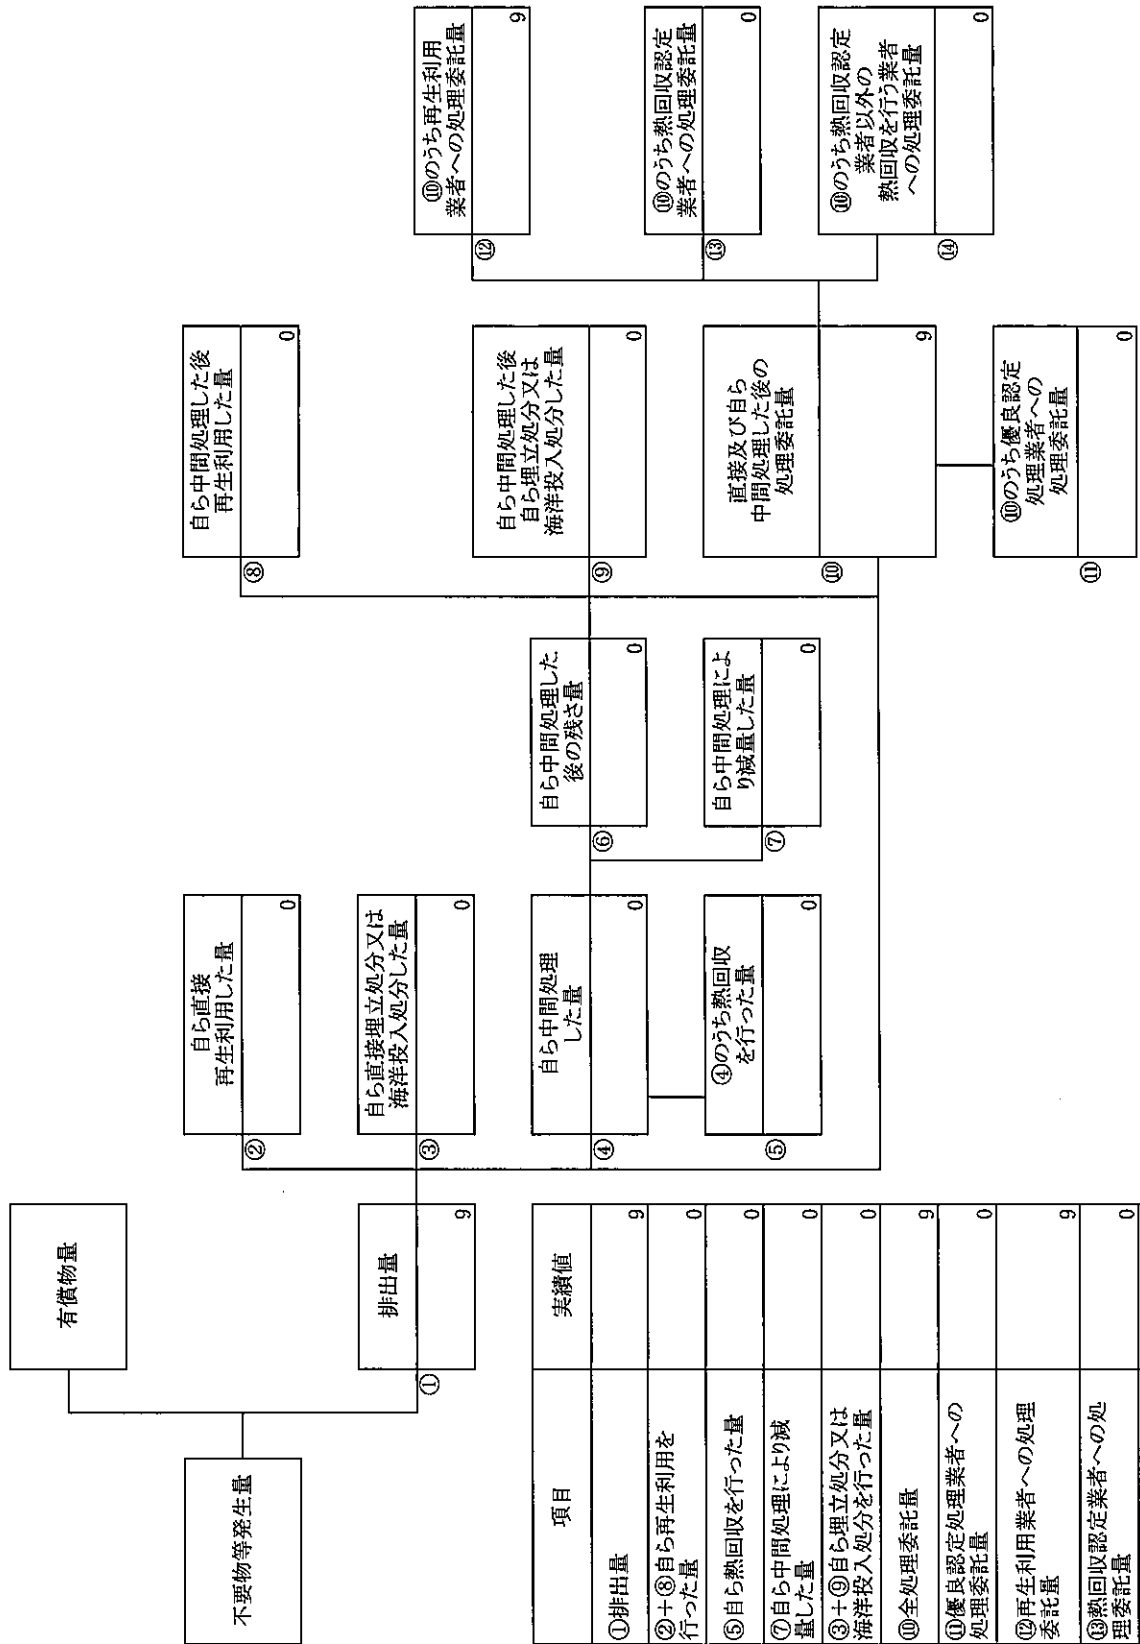 不要物等発生量
有償物量
①
排出量
9
②
自ら直接
再生利用した量
0
③
自ら直接埋立処分又は
海洋投入処分した量
0
④
自ら中間処理
した量
0
⑤
④のうち熱回収
を行った量
0
⑥
自ら中間処理した
後の残さ量
0
⑦
自ら中間処理によ
り減量した量
0
⑧
自ら中間処理した後
再生利用した量
0
⑨
自ら中間処理した後
自ら埋立処分又は
海洋投入処分した量
0
⑩
直接及び自ら
中間処理した後の
処理委託量
9
⑪
⑩のうち優良認定
処理業者への
処理委託量
0
⑫
⑩のうち再生利用
業者への処理委託量
9
⑬
⑩のうち熱回収認定
業者への処理委託量
0
⑭
⑩のうち熱回収認定
業者以外の
熱回収を行う業者
への処理委託量
0
項目 実績値
①排出量 9
②+⑧自ら再生利用を
行った量 0
⑤自ら熱回収を行った量 0
⑦自ら中間処理により減
量した量 0
③+⑨自ら埋立処分又は
海洋投入処分を行った量 0
⑩全処理委託量 9
⑪優良認定処理業者への
処理委託量 0
⑫再生利用業者への処理
委託量 9
⑬熱回収認定業者への処
理委託量 0